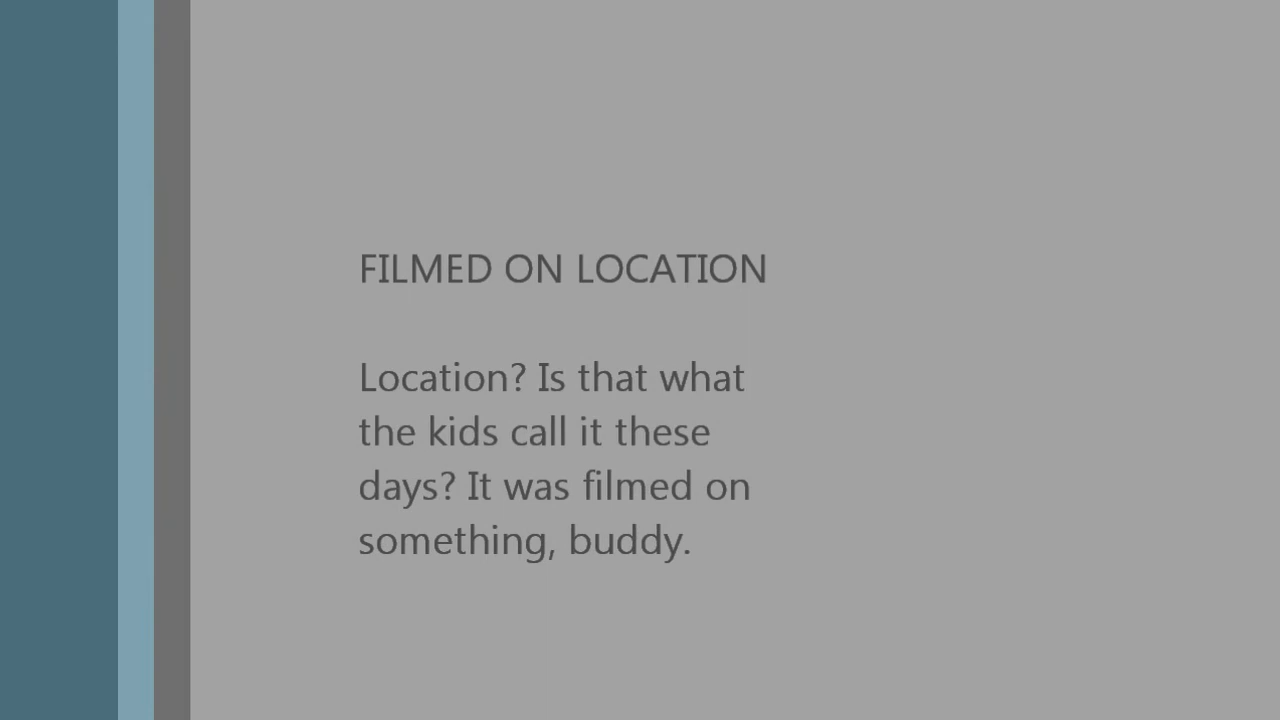 FILMED ON LOCATION
Location? Is that what
the kids call it these
days? It was filmed on
something, buddy.